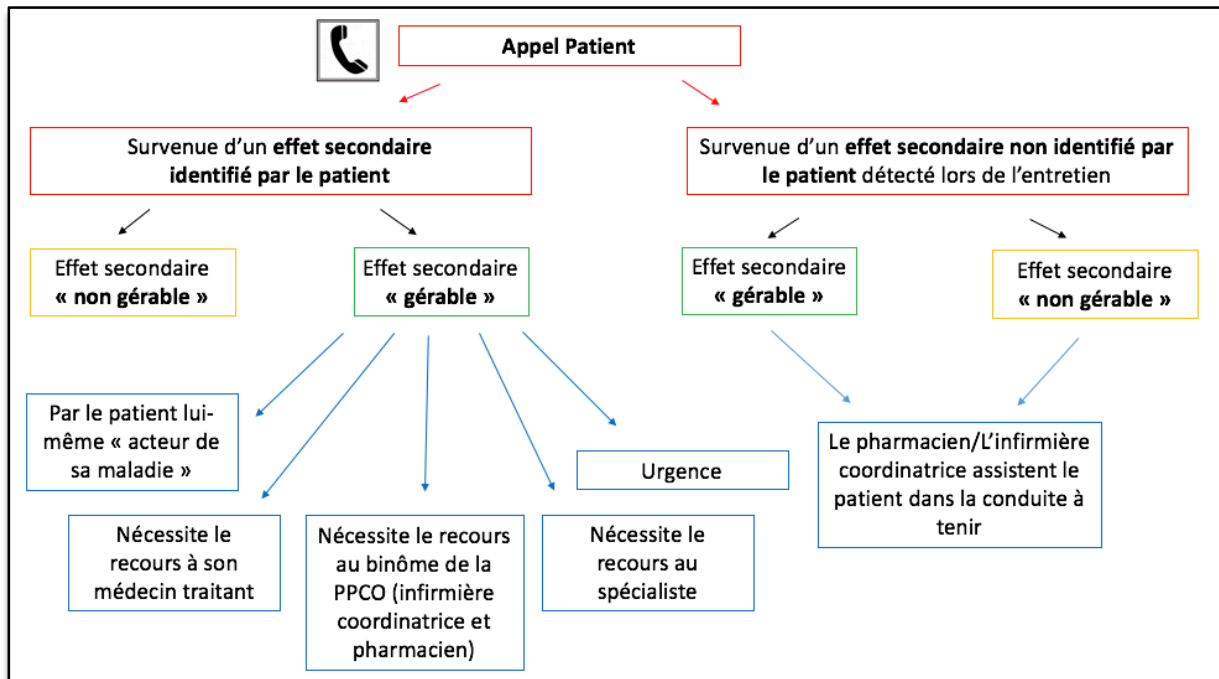 Appel Patient
Survenue d'un effet secondaire
identifié par le patient
Survenue d'un effet secondaire non identifié par
le patient détecté lors de l'entretien
Effet secondaire
« non gérable »
Effet secondaire
« gérable »
Effet secondaire
« gérable »
Effet secondaire
« non gérable »
Par le patient lui-
même « acteur de
sa maladie »
Urgence
Le pharmacien/L'infirmière
coordinatrice assistent le
patient dans la conduite à
tenir
Nécessite le
recours à son
médecin traitant
Nécessite le recours
au binôme de la
PPCO (infirmière
coordinatrice et
pharmacien)
Nécessite le
recours au
spécialiste